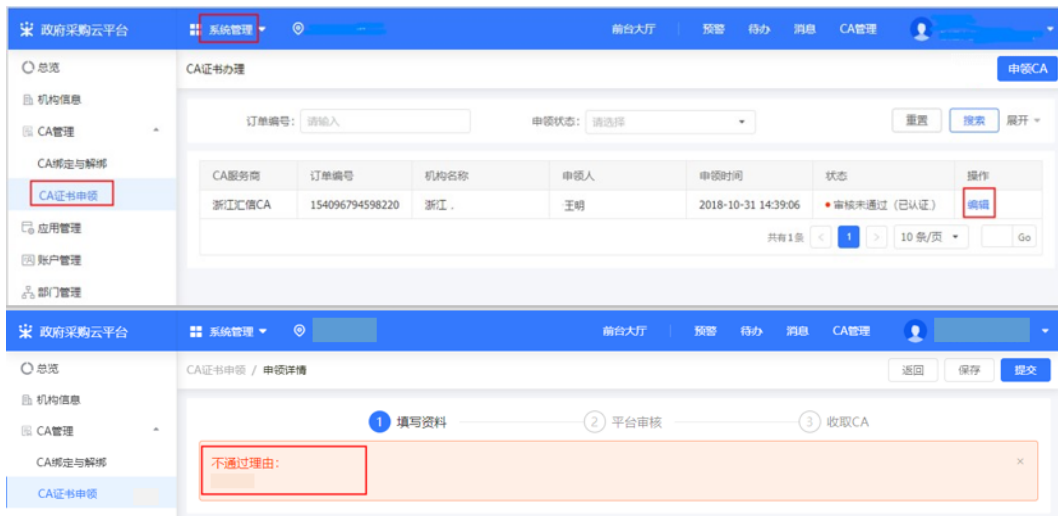 政府采购云平台 系统管理 前台大厅 预警 待办 消息 CA管理
总览 CA证书办理 申领CA
机构信息
订单编号: 请输入 申领状态: 请选择 重置 搜索 展开
CA管理
CA绑定与解绑
CA服务商 订单编号 机构名称 申领人 申领时间 状态 操作
CA证书申领
浙江汇信CA 154096794598220 浙江 . 王明 2018-10-31 14:39:06 审核未通过（已认证） 编辑
应用管理
共有1条 < 1 > 10 条/页 Go
账户管理
部门管理
政府采购云平台 系统管理 前台大厅 预警 待办 消息 CA管理
总览 CA证书申领 / 申领详情 返回 保存 提交
机构信息
1 填写资料 2 平台审核 3 收取CA
CA管理
CA绑定与解绑 不通过理由： ×
CA证书申领